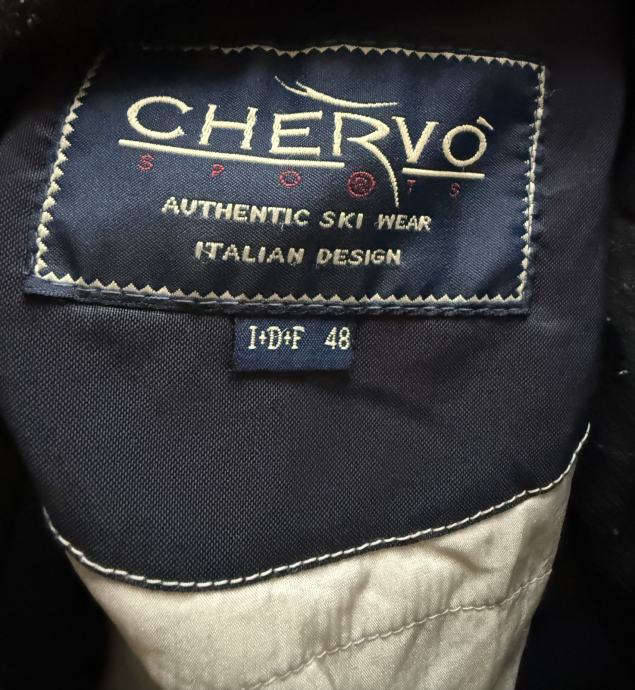 CHERVÒ
SPORTS
AUTHENTIC SKI WEAR
ITALIAN DESIGN
I+D+F 48